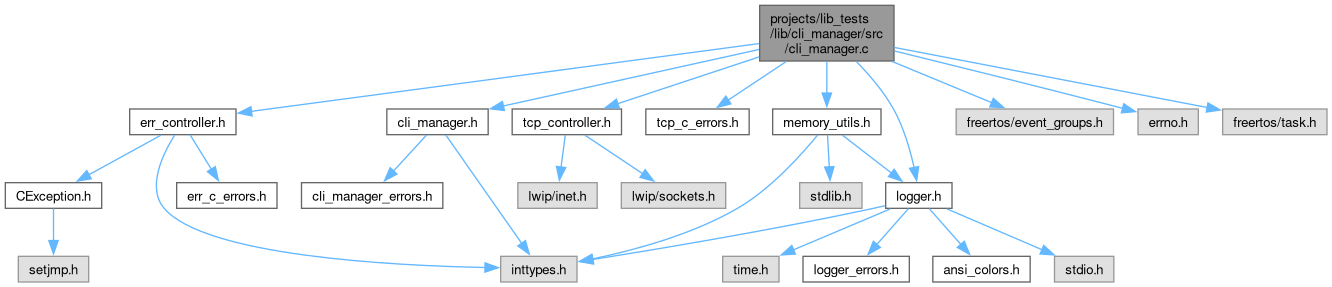 projects/lib_tests
/lib/cli_manager/src
/cli_manager.c
err_controller.h
cli_manager.h
tcp_controller.h
tcp_c_errors.h
memory_utils.h
freertos/event_groups.h
errno.h
freertos/task.h
CException.h
err_c_errors.h
cli_manager_errors.h
lwip/inet.h
lwip/sockets.h
stdlib.h
logger.h
setjmp.h
inttypes.h
time.h
logger_errors.h
ansi_colors.h
stdio.h